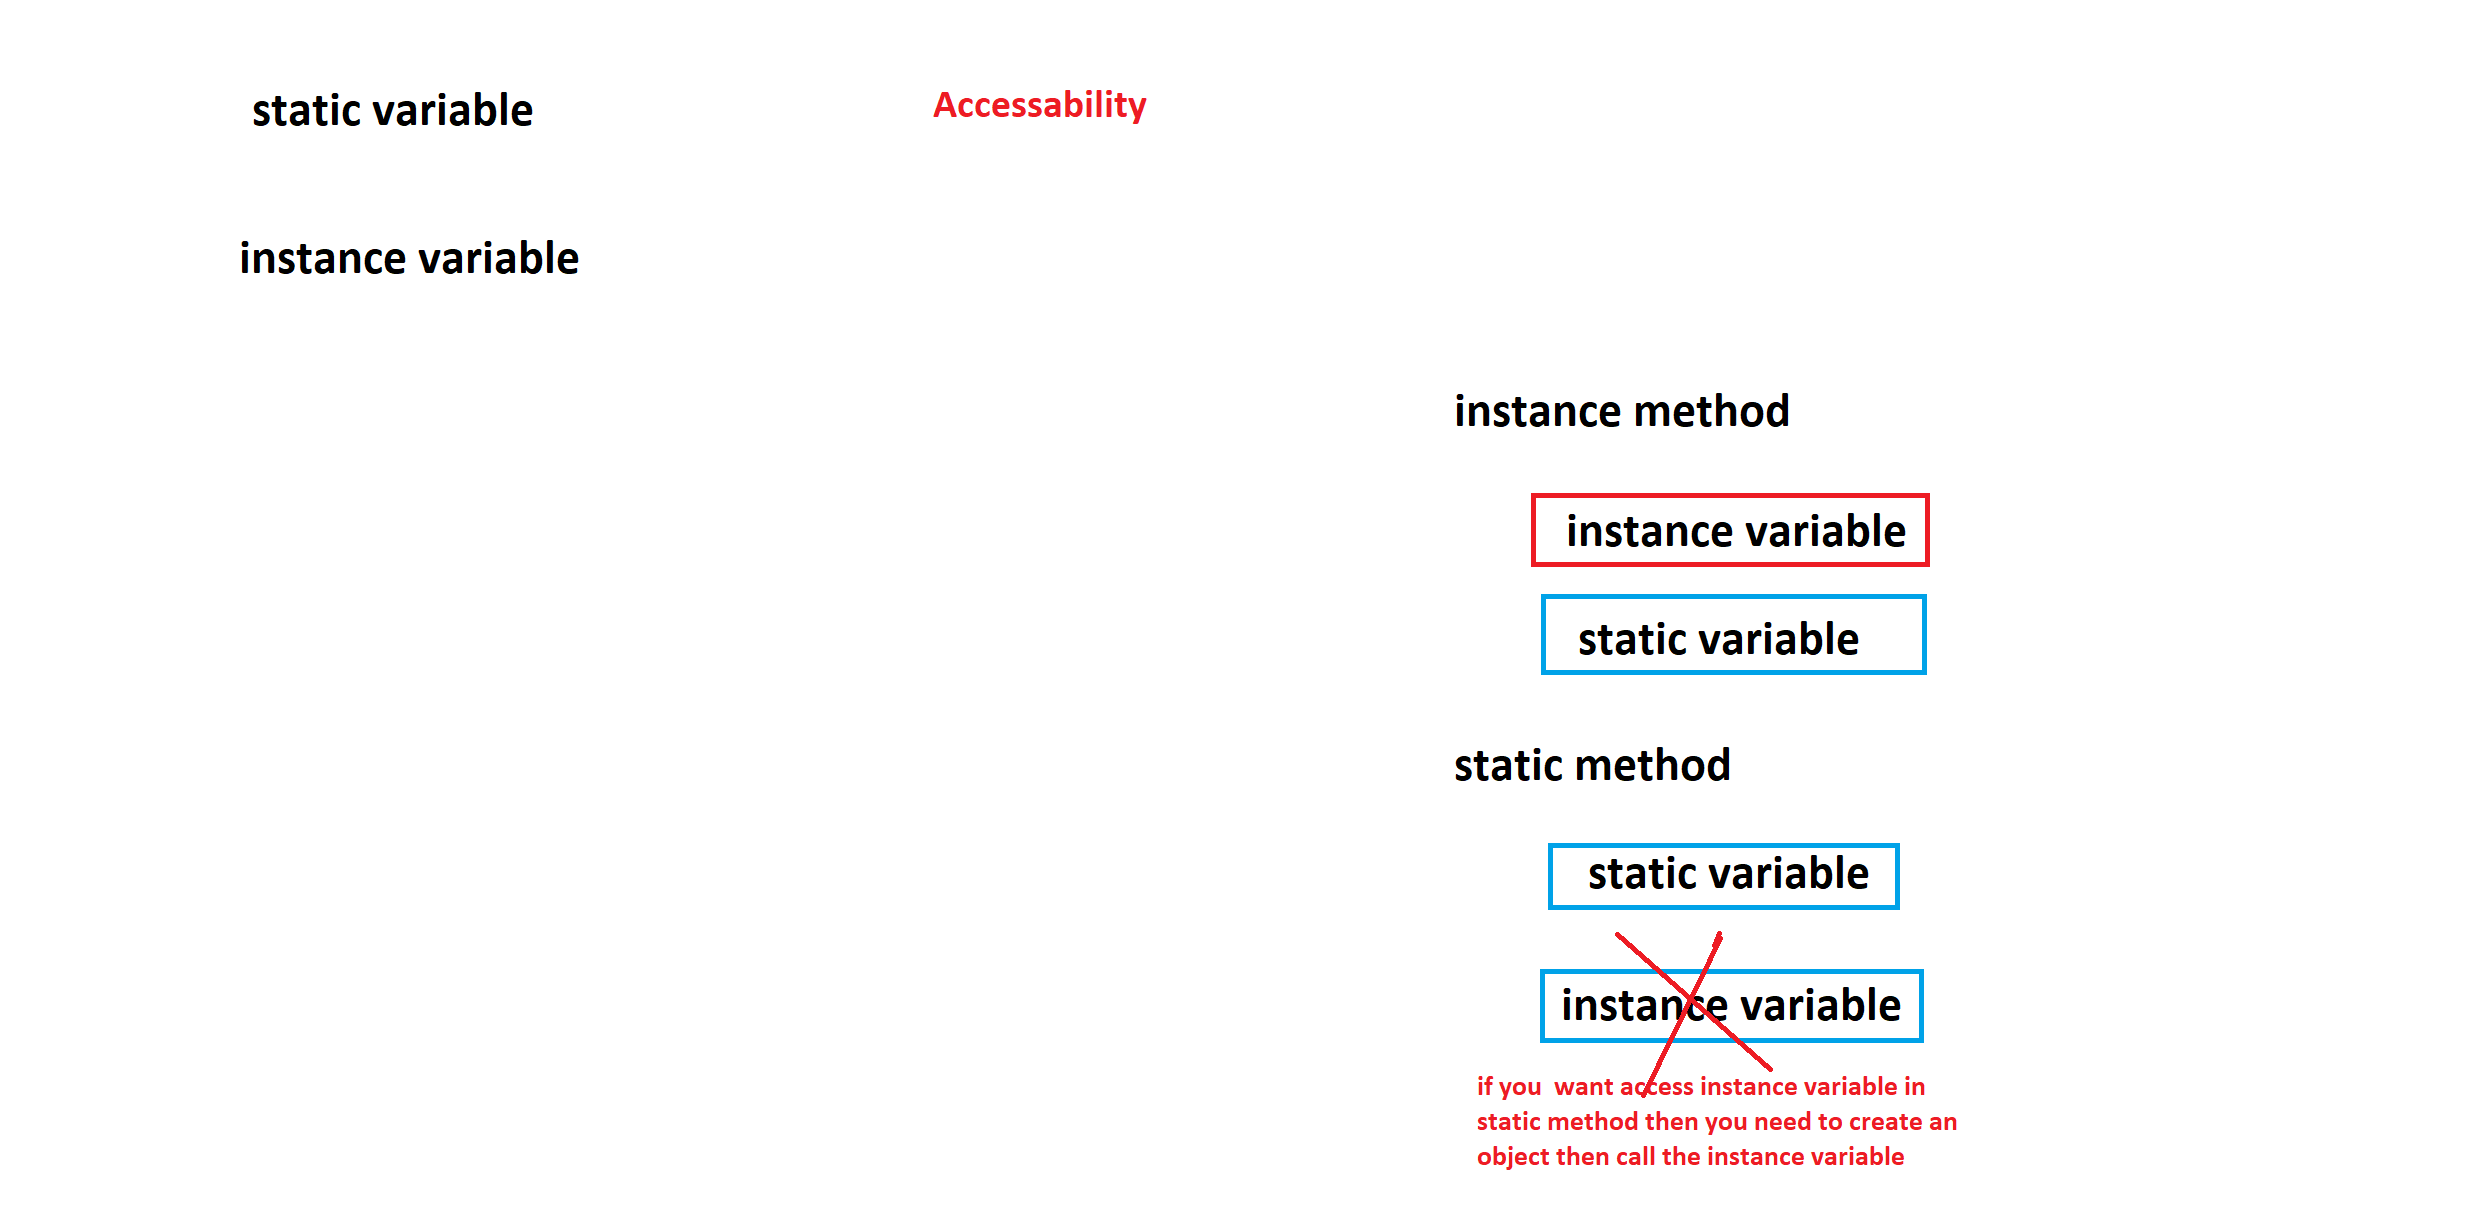 static variable
Accessability
instance variable
instance method
instance variable
static variable
static method
static variable
instance variable
if you  want access instance variable in
static method then you need to create an
object then call the instance variable